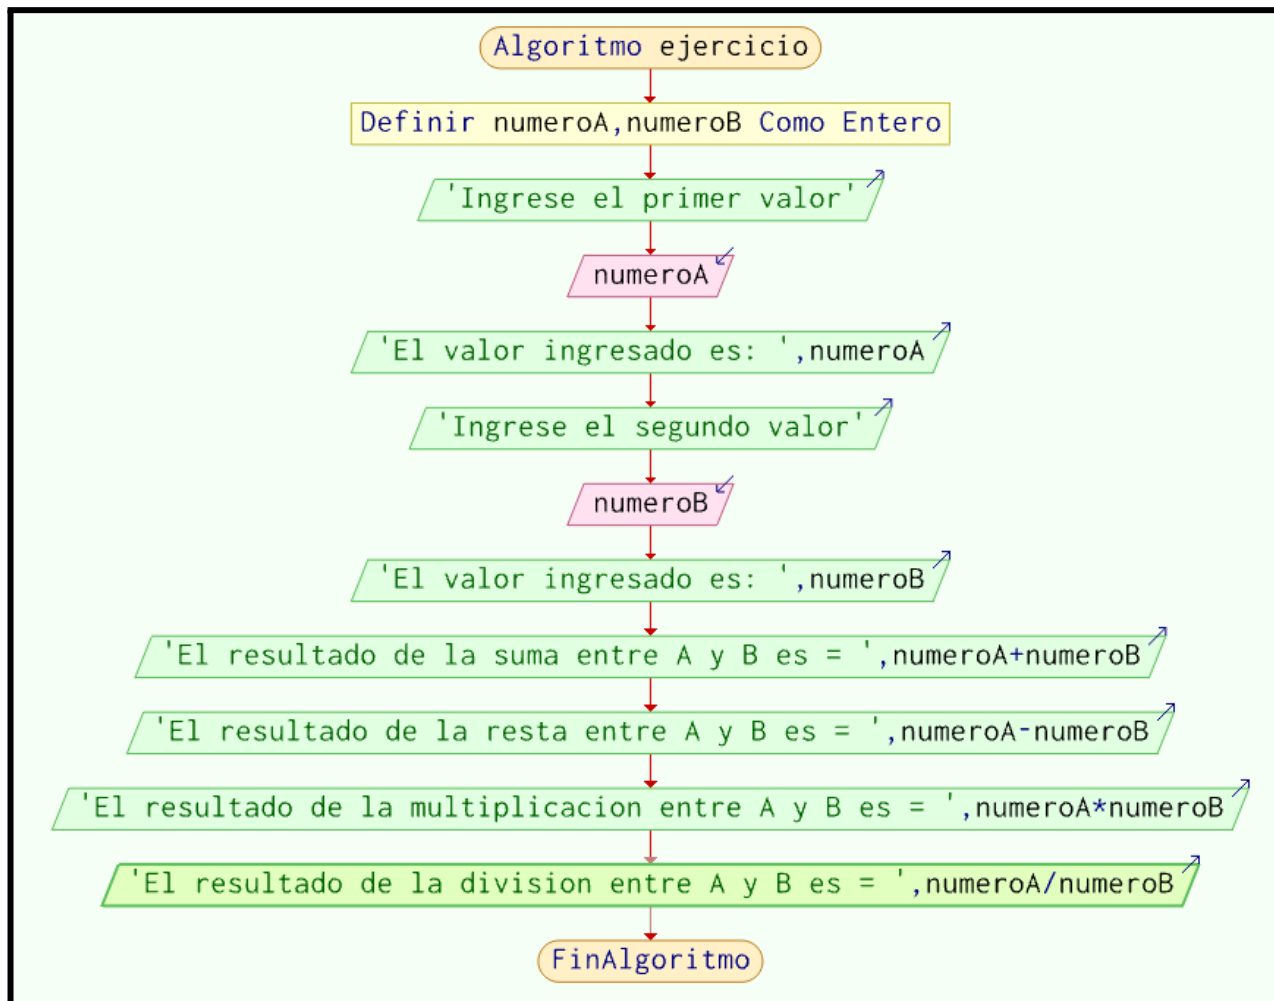 Algoritmo ejercicio
Definir numeroA,numeroB Como Entero
'Ingrese el primer valor'
numeroA
'El valor ingresado es: ',numeroA
'Ingrese el segundo valor'
numeroB
'El valor ingresado es: ',numeroB
'El resultado de la suma entre A y B es = ',numeroA+numeroB
'El resultado de la resta entre A y B es = ',numeroA-numeroB
'El resultado de la multiplicacion entre A y B es = ',numeroA*numeroB
'El resultado de la division entre A y B es = ',numeroA/numeroB
FinAlgoritmo